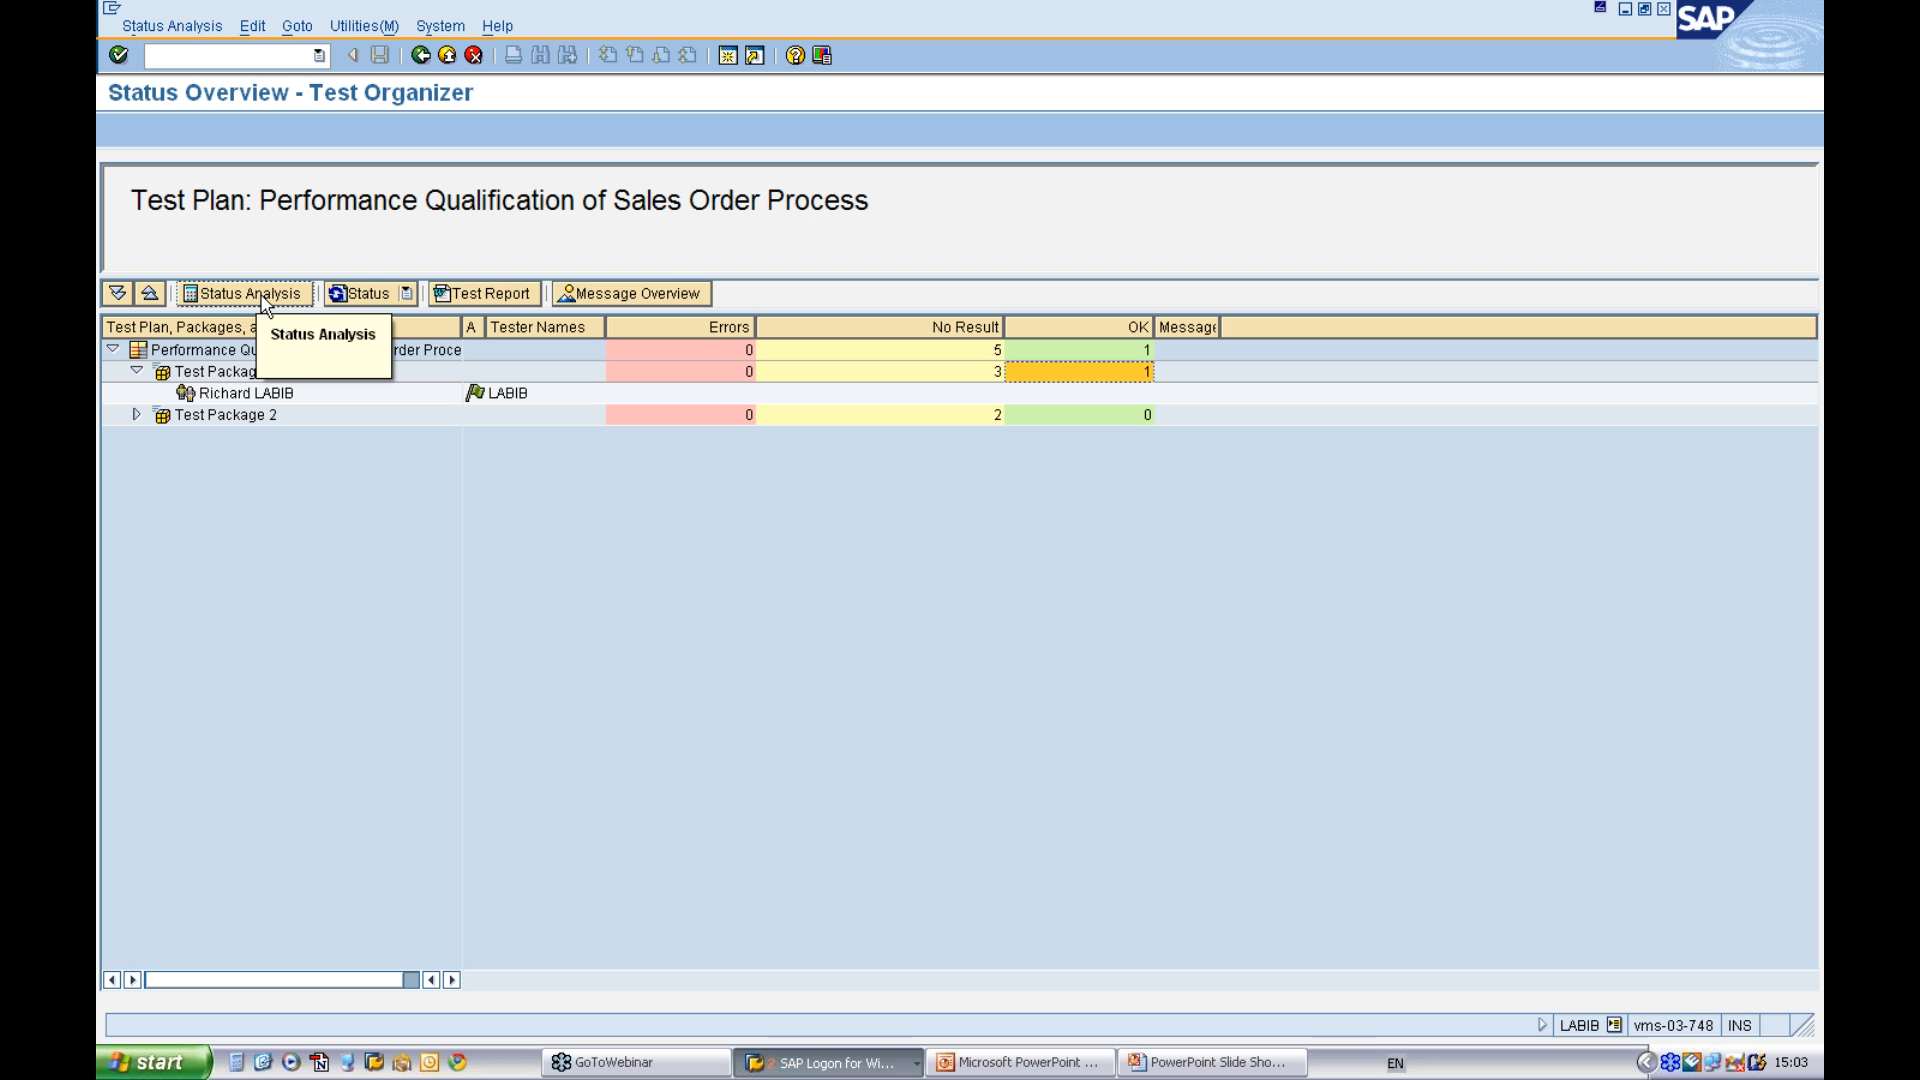 Status Analysis Edit Goto Utilities(M) System Help
SAP
Status Overview - Test Organizer
Test Plan: Performance Qualification of Sales Order Process
Status Analysis Status Test Report Message Overview
Test Plan, Packages, a A Tester Names Errors No Result OK Message
Status Analysis
Performance Qu rder Proce 0 5 1
Test Packag 0 3 1
Richard LABIB LABIB
Test Package 2 0 2 0
LABIB vms-03-748 INS
start GoToWebinar SAP Logon for Wi... Microsoft PowerPoint ... PowerPoint Slide Sho... EN 15:03